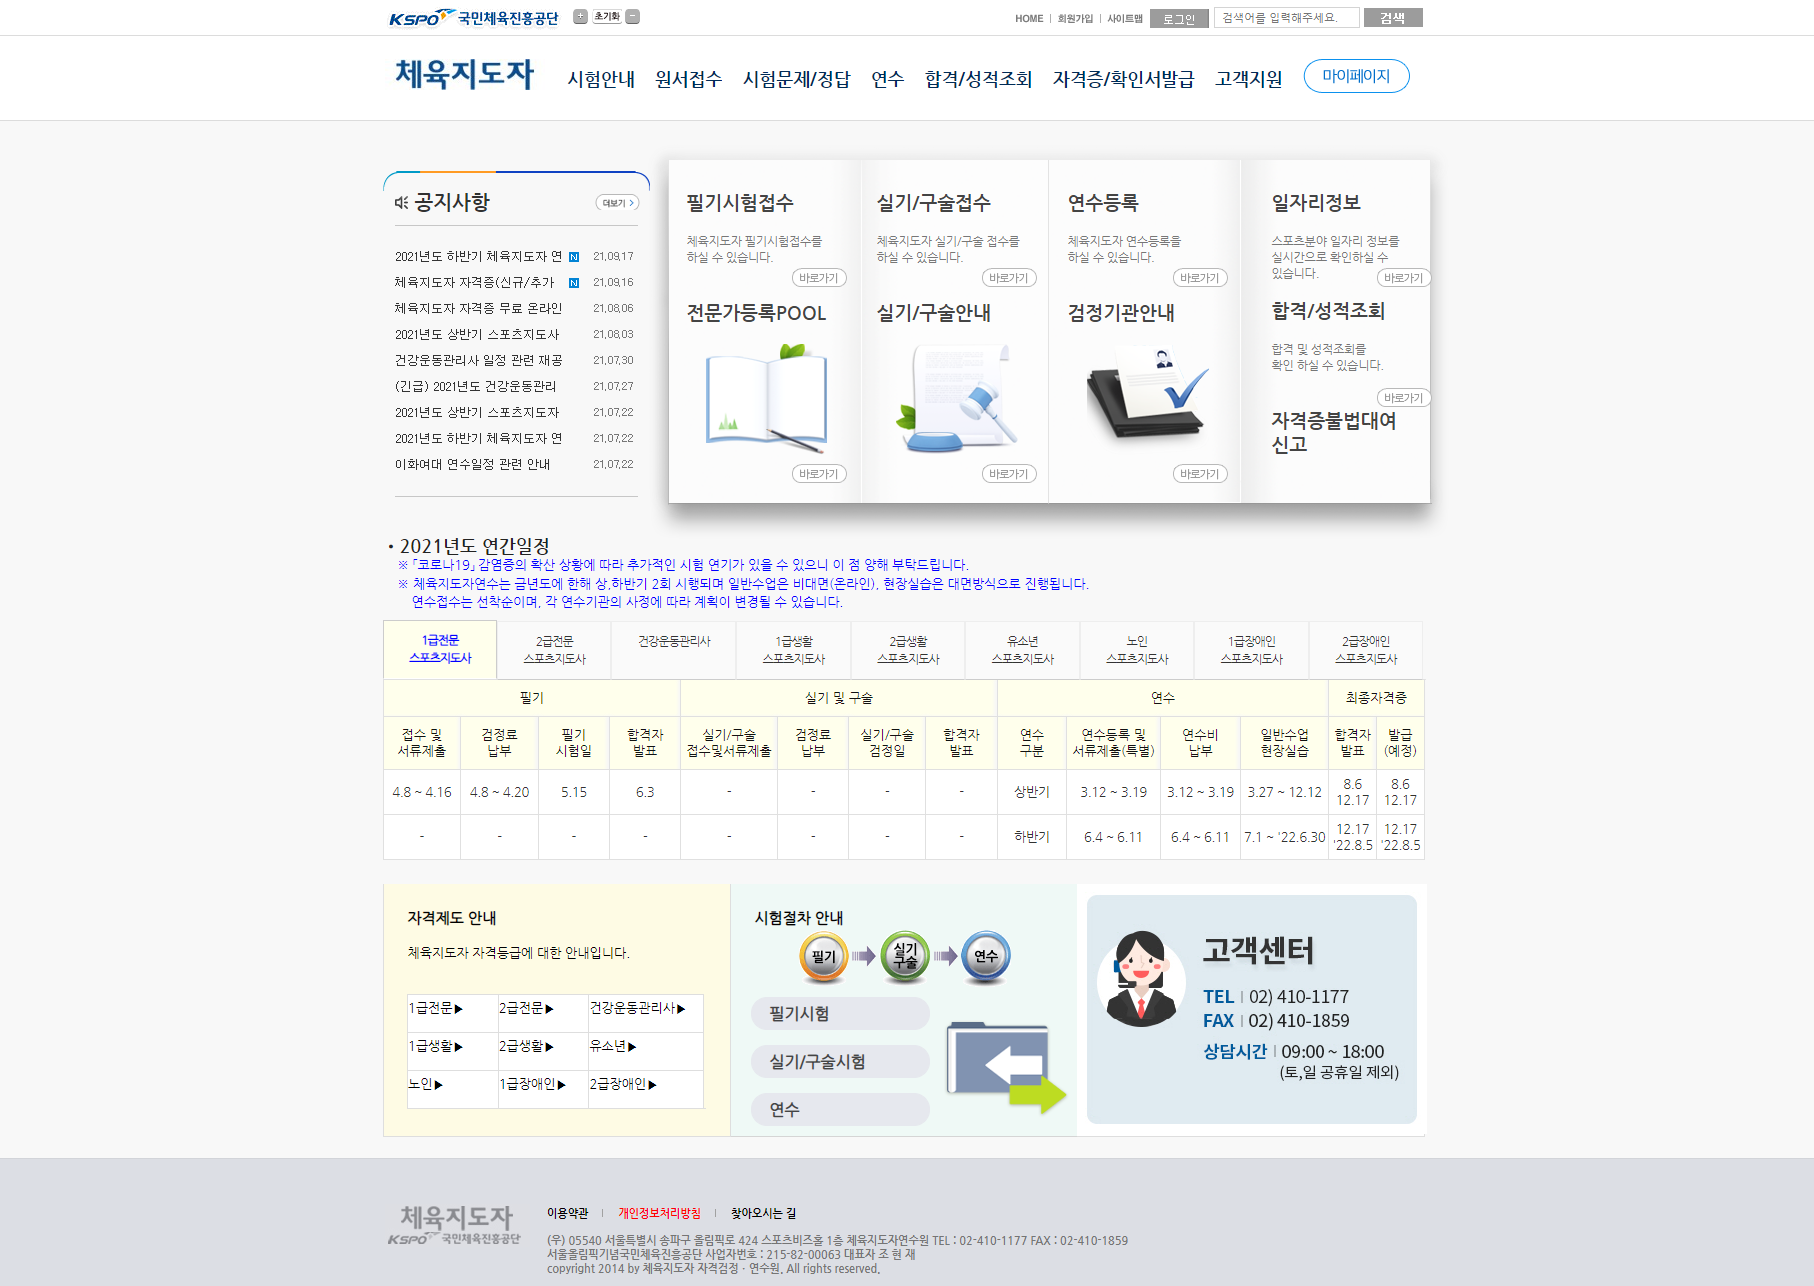 KSPO 국민체육진흥공단 + 초기화 −
HOME | 회원가입 | 사이트맵 로그인 검색어를 입력해주세요. 검색
체육지도자 시험안내 원서접수 시험문제/정답 연수 합격/성적조회 자격증/확인서발급 고객지원 마이페이지
공지사항 더보기 >
2021년도 하반기 체육지도자 연 N 21.09.17
체육지도자 자격증(신규/추가 N 21.09.16
체육지도자 자격증 무료 온라인 21.08.06
2021년도 상반기 스포츠지도사 21.08.03
건강운동관리사 일정 관련 재공 21.07.30
(긴급) 2021년도 건강운동관리 21.07.27
2021년도 상반기 스포츠지도자 21.07.22
2021년도 하반기 체육지도자 연 21.07.22
이화여대 연수일정 관련 안내 21.07.22
필기시험접수
체육지도자 필기시험접수를
하실 수 있습니다.
바로가기
전문가등록POOL
바로가기
실기/구술접수
체육지도자 실기/구술 접수를
하실 수 있습니다.
바로가기
실기/구술안내
바로가기
연수등록
체육지도자 연수등록을
하실 수 있습니다.
바로가기
검정기관안내
바로가기
일자리정보
스포츠분야 일자리 정보를
실시간으로 확인하실 수
있습니다.
바로가기
합격/성적조회
합격 및 성적조회를
확인 하실 수 있습니다.
바로가기
자격증불법대여
신고
• 2021년도 연간일정
※ 「코로나19」 감염증의 확산 상황에 따라 추가적인 시험 연기가 있을 수 있으니 이 점 양해 부탁드립니다.
※ 체육지도자연수는 금년도에 한해 상,하반기 2회 시행되며 일반수업은 비대면(온라인), 현장실습은 대면방식으로 진행됩니다.
연수접수는 선착순이며, 각 연수기관의 사정에 따라 계획이 변경될 수 있습니다.
1급전문 2급전문 건강운동관리사 1급생활 2급생활 유소년 노인 1급장애인 2급장애인
스포츠지도사 스포츠지도사 스포츠지도사 스포츠지도사 스포츠지도사 스포츠지도사 스포츠지도사 스포츠지도사
필기 실기 및 구술 연수 최종자격증
접수 및 검정료 필기 합격자 실기/구술 검정료 실기/구술 합격자 연수 연수등록 및 연수비 일반수업 합격자 발급
서류제출 납부 시험일 발표 접수및서류제출 납부 검정일 발표 구분 서류제출(특별) 납부 현장실습 발표 (예정)
4.8 ~ 4.16 4.8 ~ 4.20 5.15 6.3 - - - - 상반기 3.12 ~ 3.19 3.12 ~ 3.19 3.27 ~ 12.12 8.6 8.6
12.17 12.17
- - - - - - - - 하반기 6.4 ~ 6.11 6.4 ~ 6.11 7.1 ~ '22.6.30 12.17 12.17
'22.8.5 '22.8.5
자격제도 안내
체육지도자 자격등급에 대한 안내입니다.
1급전문▶ 2급전문▶ 건강운동관리사▶
1급생활▶ 2급생활▶ 유소년▶
노인▶ 1급장애인▶ 2급장애인▶
시험절차 안내
필기 실기 구술 연수
필기시험
실기/구술시험
연수
고객센터
TEL | 02) 410-1177
FAX | 02) 410-1859
상담시간 | 09:00 ~ 18:00
(토,일 공휴일 제외)
체육지도자
KSPO 국민체육진흥공단
이용약관 | 개인정보처리방침 | 찾아오시는 길
(우) 05540 서울특별시 송파구 올림픽로 424 스포츠비즈홀 1층 체육지도자연수원 TEL : 02-410-1177 FAX : 02-410-1859
서울올림픽기념국민체육진흥공단 사업자번호 : 215-82-00063 대표자 조 현 재
copyright 2014 by 체육지도자 자격검정 · 연수원. All rights reserved.